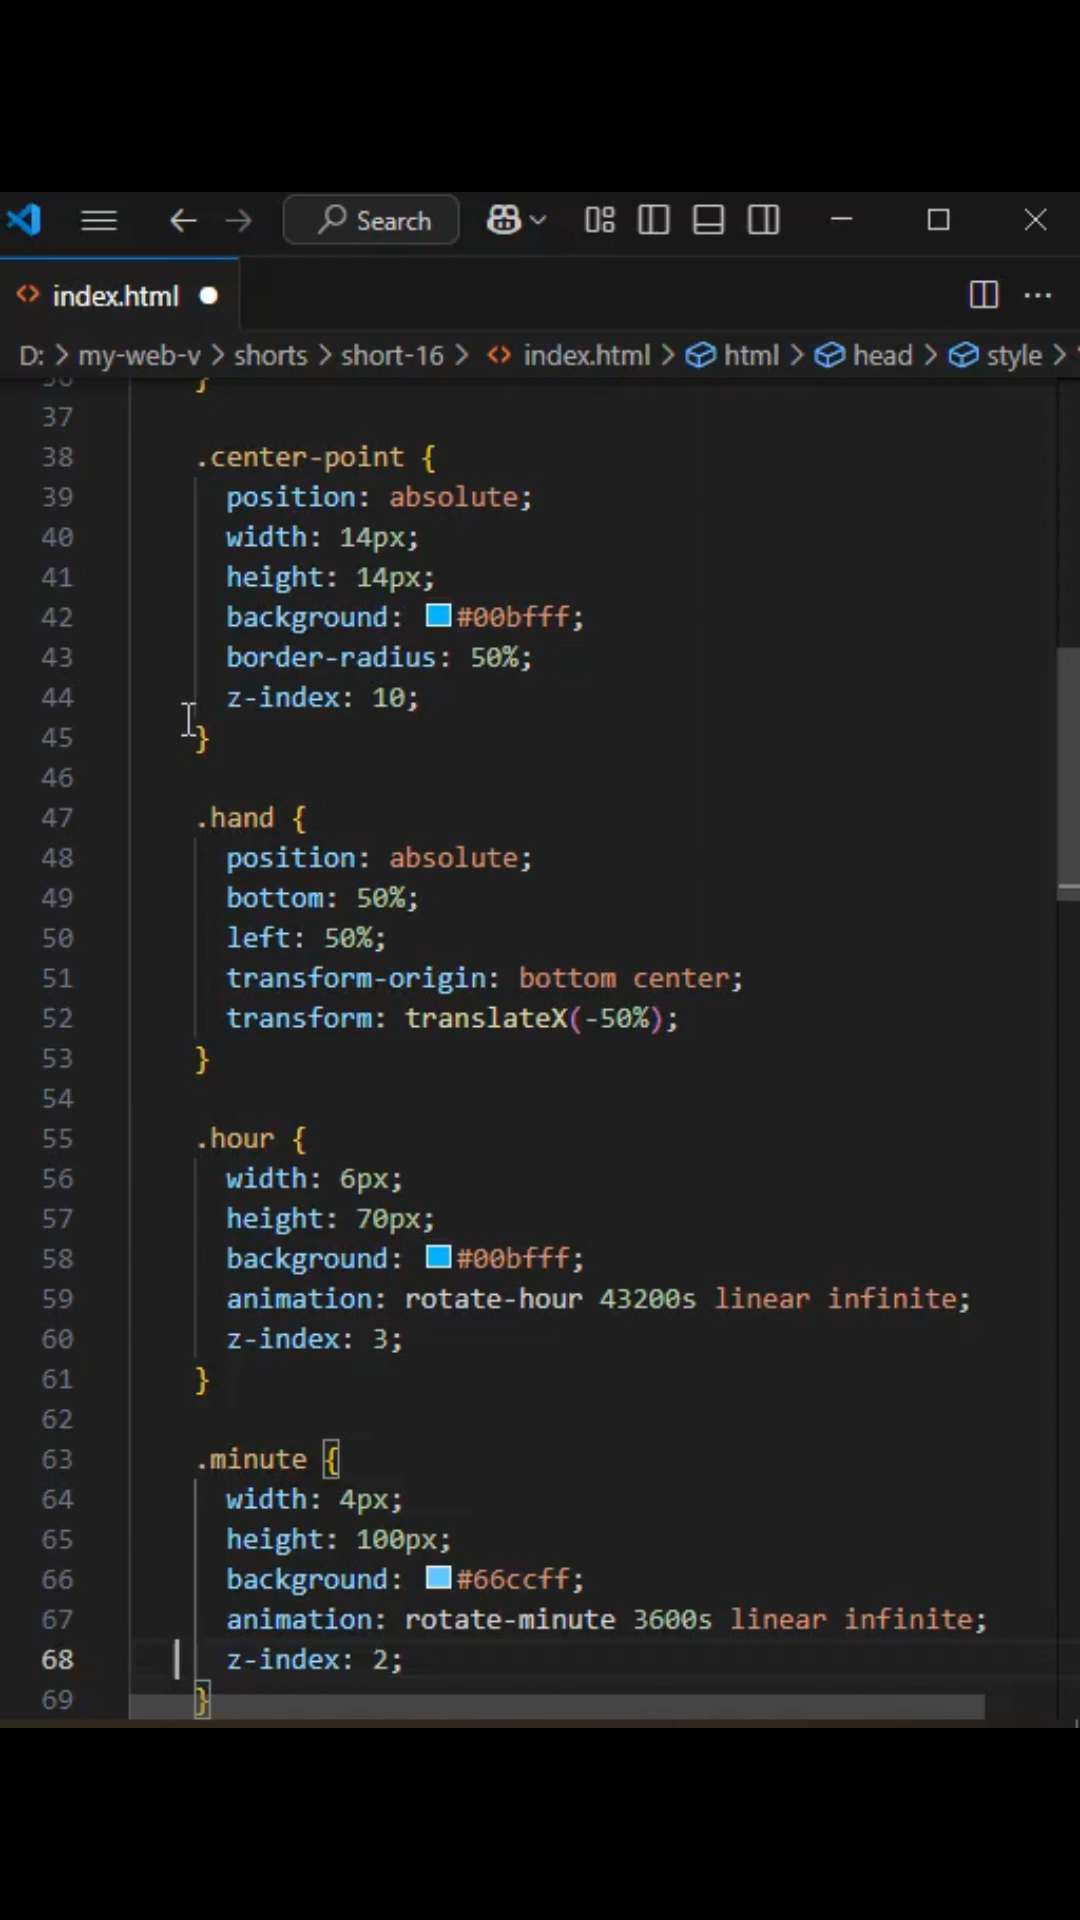 Search
index.html
D: > my-web-v > shorts > short-16 > index.html > html > head > style >
36 }
37
38 .center-point {
39 position: absolute;
40 width: 14px;
41 height: 14px;
42 background: #00bfff;
43 border-radius: 50%;
44 z-index: 10;
45 }
46
47 .hand {
48 position: absolute;
49 bottom: 50%;
50 left: 50%;
51 transform-origin: bottom center;
52 transform: translateX(-50%);
53 }
54
55 .hour {
56 width: 6px;
57 height: 70px;
58 background: #00bfff;
59 animation: rotate-hour 43200s linear infinite;
60 z-index: 3;
61 }
62
63 .minute {
64 width: 4px;
65 height: 100px;
66 background: #66ccff;
67 animation: rotate-minute 3600s linear infinite;
68 z-index: 2;
69 }